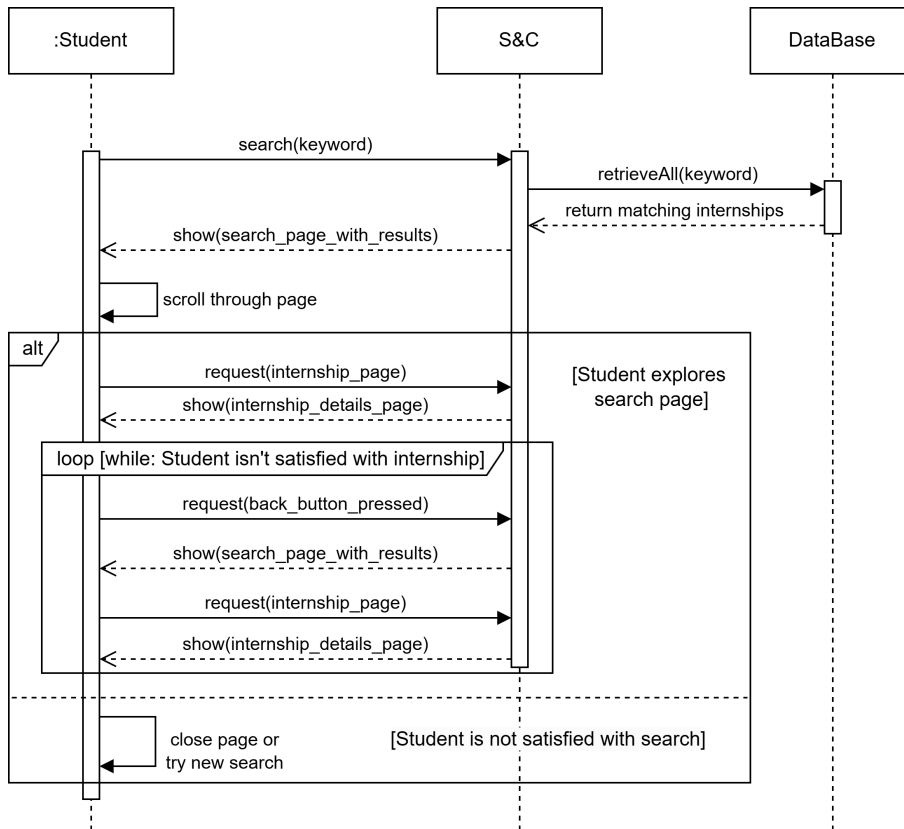 :Student
S&C
DataBase
search(keyword)
retrieveAll(keyword)
return matching internships
show(search_page_with_results)
scroll through page
alt
request(internship_page)
[Student explores
search page]
show(internship_details_page)
loop [while: Student isn't satisfied with internship]
request(back_button_pressed)
show(search_page_with_results)
request(internship_page)
show(internship_details_page)
close page or
try new search
[Student is not satisfied with search]